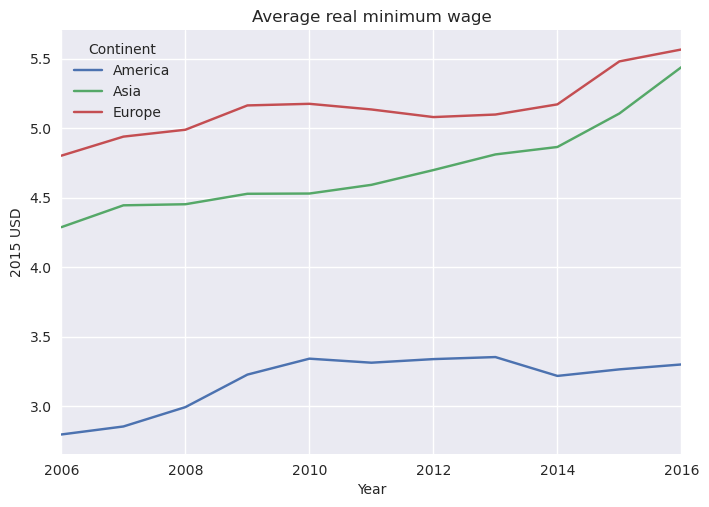 Average real minimum wage
Continent
America
Asia
Europe
5.5
5.0
4.5
4.0
3.5
3.0
2015 USD
2006 2008 2010 2012 2014 2016
Year